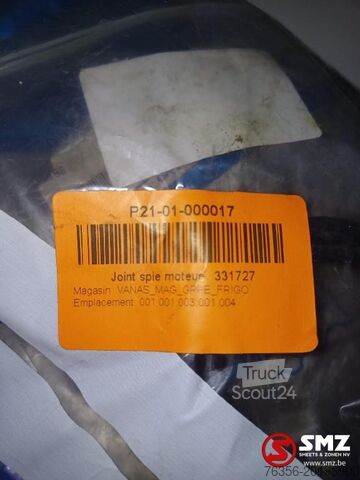 P21-01-000017
Joint spie moteur 331727
Magasin: VANAS_MAG_GRPE_FRIGO
Emplacement: 001.001.003.001.004
Truck
Scout24
SMZ
SMEETS & ZONEN NV
www.smz.be